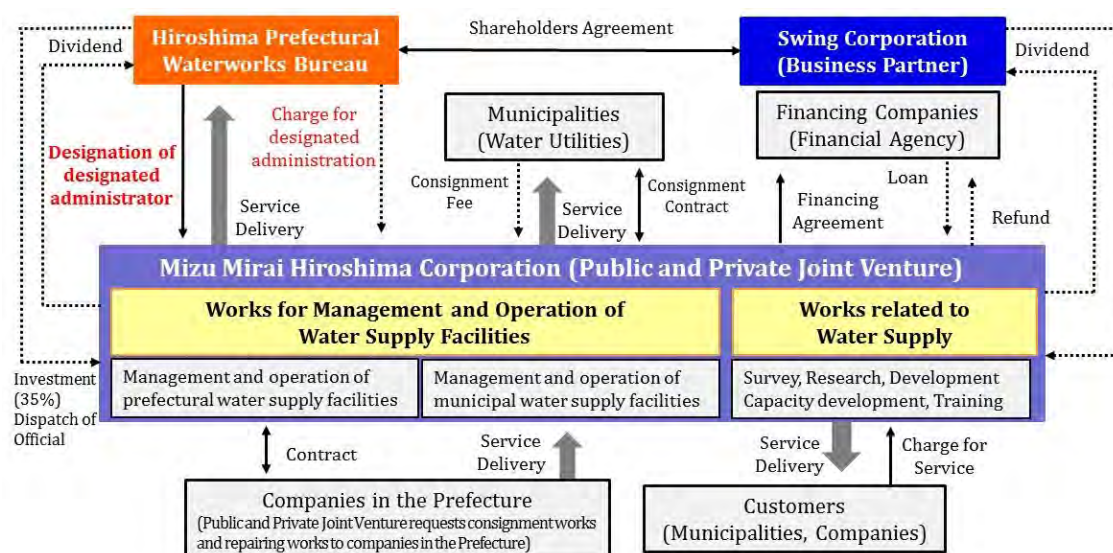 Dividend
Hiroshima Prefectural
Waterworks Bureau
Shareholders Agreement
Swing Corporation
(Business Partner)
Dividend
Designation of
designated
administrator
Service
Delivery
Charge for
designated
administration
Municipalities
(Water Utilities)
Consignment
Fee
Service
Delivery
Consignment
Contract
Financing Companies
(Financial Agency)
Financing
Agreement
Loan
Refund
Mizu Mirai Hiroshima Corporation (Public and Private Joint Venture)
Works for Management and Operation of
Water Supply Facilities
Works related to
Water Supply
Management and operation of
prefectural water supply facilities
Management and operation of
municipal water supply facilities
Survey, Research, Development
Capacity development, Training
Investment
(35%)
Dispatch of
Official
Contract
Service
Delivery
Service
Delivery
Charge for
Service
Companies in the Prefecture
(Public and Private Joint Venture requests consignment works
and repairing works to companies in the Prefecture)
Customers
(Municipalities, Companies)